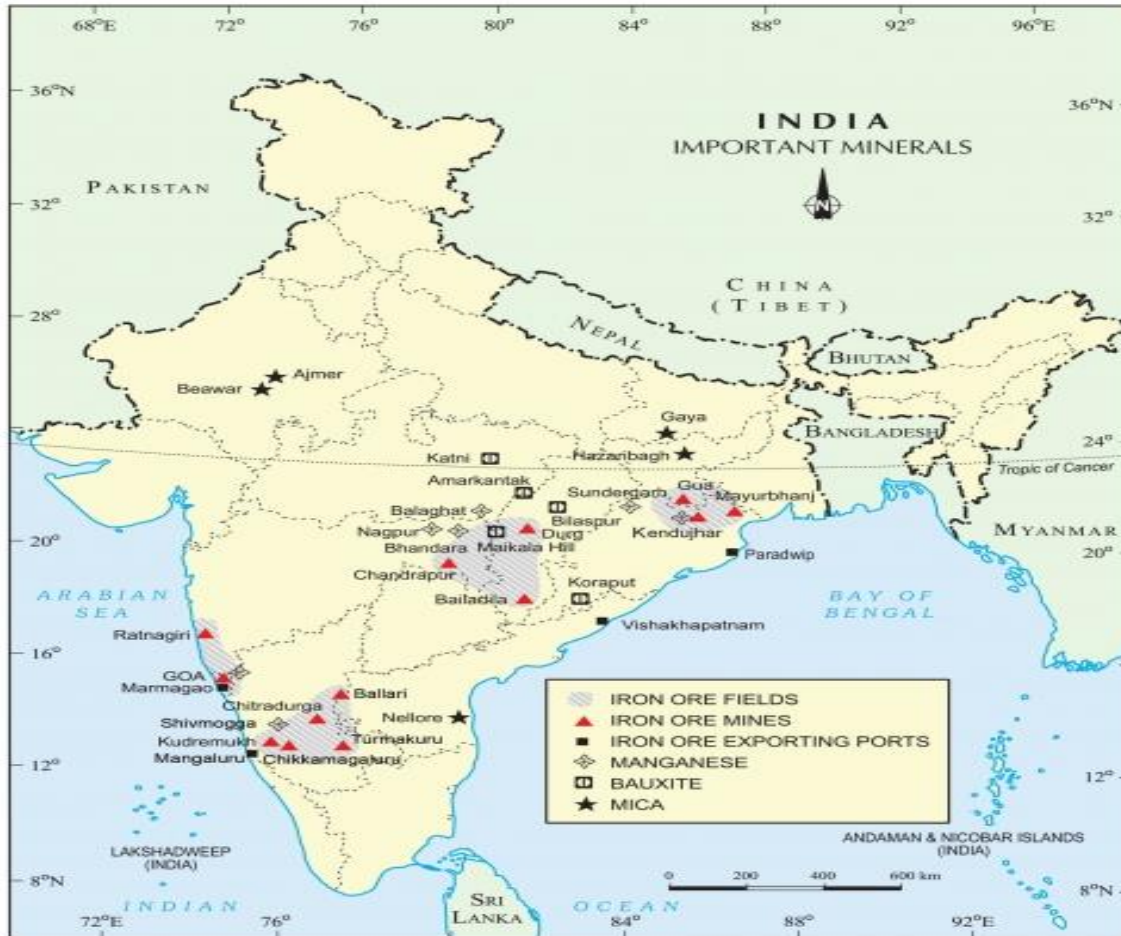 68°E 72° 76° 80° 84° 88° 92° 96°E
36°N
36°N
INDIA
IMPORTANT MINERALS
N
PAKISTAN
32°
32°
CHINA
(TIBET)
28°
28°
NEPAL
BHUTAN
Ajmer
Beawar
Gaya
BANGLADESH
24°
24°
Hazaribagh
Katni
Tropic of Cancer
Amarkantak
Sunderdarh
Gua
Mayurbhanj
Balaghat
Bilaspur
MYANMAR
Nagpur
Durg
Kendujhar
20°
20°
Bhandara
Maikala Hill
Paradwip
Chandrapur
Koraput
ARABIAN
SEA
Bailadila
BAY OF
BENGAL
Vishakhapatnam
Ratnagiri
16°
16°
GOA
Marmagao
Ballari
Chitradurga
Shivmogga
Nellore
Kudremukh
Tumakuru
Mangaluru
Chikkamagaluru
12°
12°
IRON ORE FIELDS
IRON ORE MINES
IRON ORE EXPORTING PORTS
MANGANESE
BAUXITE
MICA
LAKSHADWEEP
(INDIA)
ANDAMAN & NICOBAR ISLANDS
(INDIA)
0 200 400 600 km
8°N
8°N
INDIAN
SRI
LANKA
OCEAN
72°E 76° 84° 88° 92°E